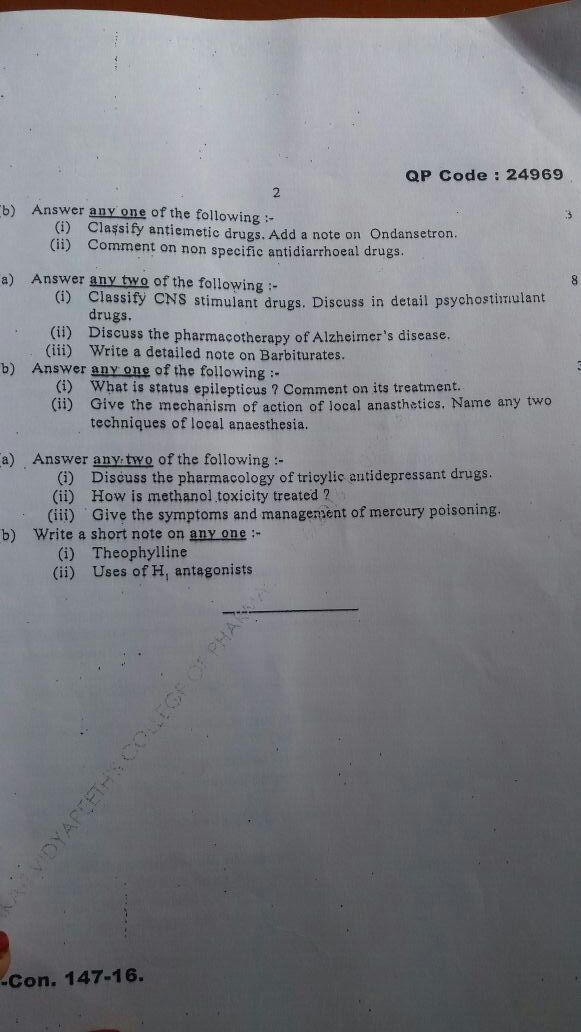 QP Code : 24969
2
b) Answer any one of the following :- 3
(i) Classify antiemetic drugs. Add a note on Ondansetron.
(ii) Comment on non specific antidiarrhoeal drugs.
a) Answer any two of the following :- 8
(i) Classify CNS stimulant drugs. Discuss in detail psychostimulant
drugs.
(ii) Discuss the pharmacotherapy of Alzheimer's disease.
(iii) Write a detailed note on Barbiturates.
b) Answer any one of the following :- 3
(i) What is status epilepticus ? Comment on its treatment.
(ii) Give the mechanism of action of local anasthetics. Name any two
techniques of local anaesthesia.
a) Answer any two of the following :-
(i) Discuss the pharmacology of tricylic antidepressant drugs.
(ii) How is methanol toxicity treated ?
(iii) Give the symptoms and management of mercury poisoning.
b) Write a short note on any one :-
(i) Theophylline
(ii) Uses of H₁ antagonists
VIDYAPEETH'S COLLEGE OF PHARMA
-Con. 147-16.